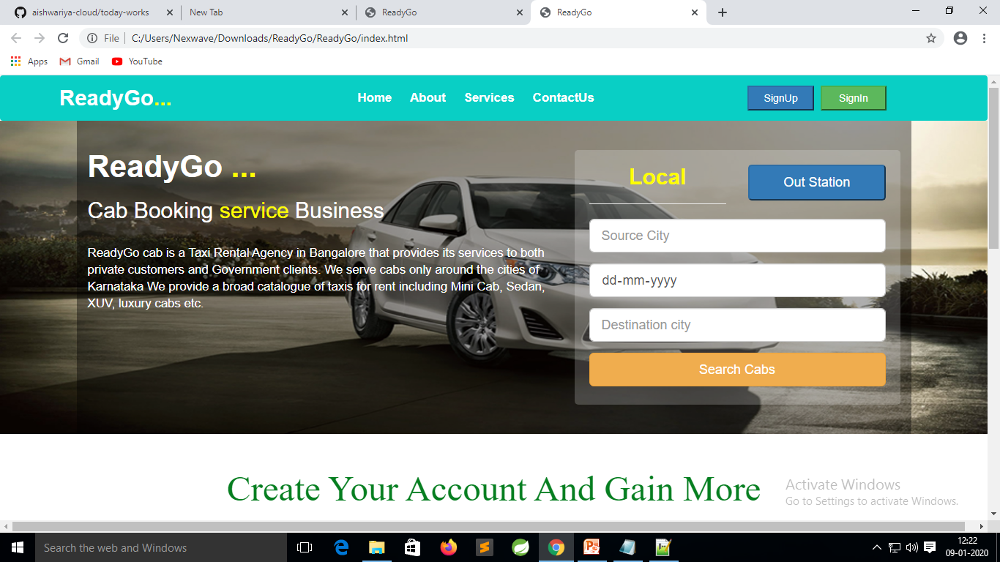 aishwariya-cloud/today-works
New Tab
ReadyGo
ReadyGo
File
C:/Users/Nexwave/Downloads/ReadyGo/ReadyGo/index.html
Apps
Gmail
YouTube
ReadyGo...
Home
About
Services
ContactUs
SignUp
SignIn
ReadyGo ...
Cab Booking service Business
ReadyGo cab is a Taxi Rental Agency in Bangalore that provides its services to both
private customers and Government clients. We serve cabs only around the cities of
Karnataka We provide a broad catalogue of taxis for rent including Mini Cab, Sedan,
XUV, luxury cabs etc.
Local
Out Station
Source City
dd-mm-yyyy
Destination city
Search Cabs
Create Your Account And Gain More
Activate Windows
Go to Settings to activate Windows.
Search the web and Windows
12:22
09-01-2020